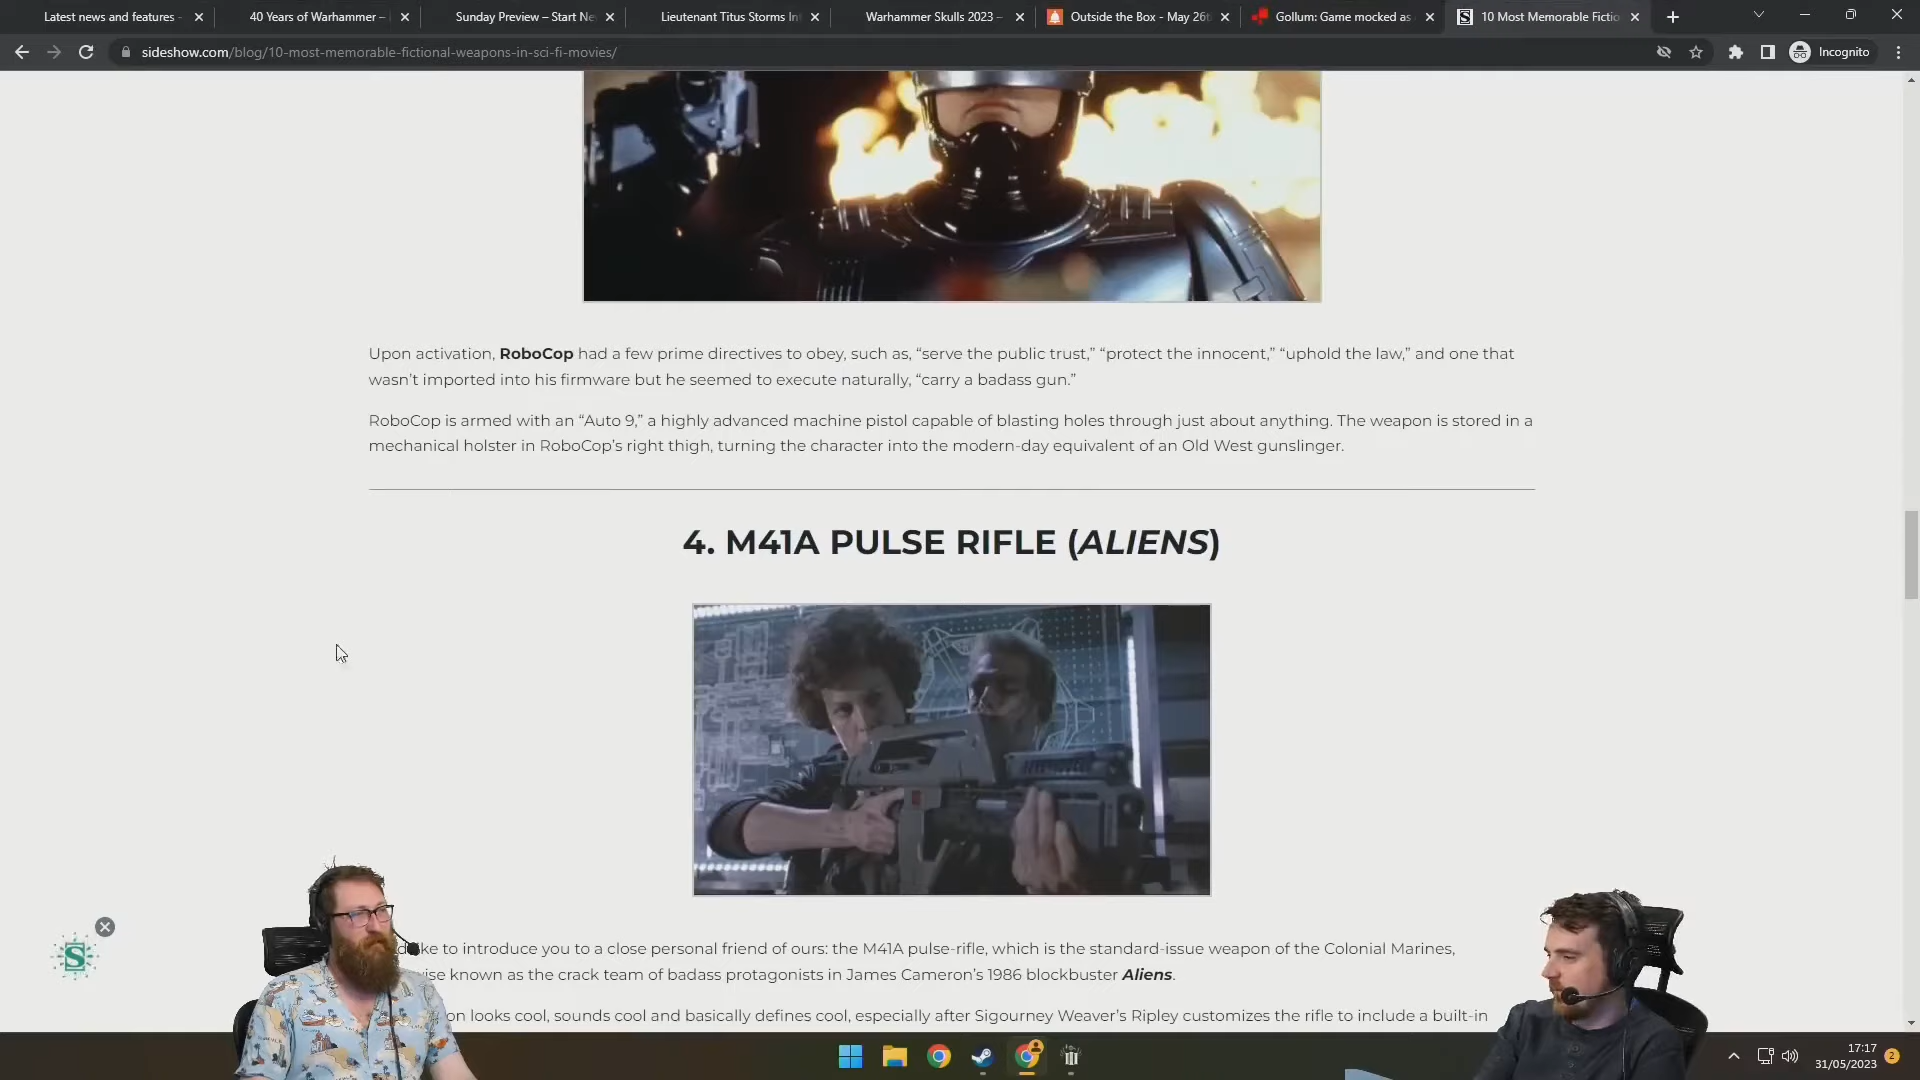 Latest news and features -
40 Years of Warhammer –
Sunday Preview – Start Ne
Lieutenant Titus Storms In
Warhammer Skulls 2023 –
Outside the Box - May 26t
Gollum: Game mocked as
10 Most Memorable Fictio
sideshow.com/blog/10-most-memorable-fictional-weapons-in-sci-fi-movies/
Incognito
Upon activation, RoboCop had a few prime directives to obey, such as, “serve the public trust,” “protect the innocent,” “uphold the law,” and one that
wasn’t imported into his firmware but he seemed to execute naturally, “carry a badass gun.”
RoboCop is armed with an “Auto 9,” a highly advanced machine pistol capable of blasting holes through just about anything. The weapon is stored in a
mechanical holster in RoboCop’s right thigh, turning the character into the modern-day equivalent of an Old West gunslinger.
4. M41A PULSE RIFLE (ALIENS)
like to introduce you to a close personal friend of ours: the M41A pulse-rifle, which is the standard-issue weapon of the Colonial Marines,
wise known as the crack team of badass protagonists in James Cameron’s 1986 blockbuster Aliens.
on looks cool, sounds cool and basically defines cool, especially after Sigourney Weaver’s Ripley customizes the rifle to include a built-in
S
17:17
31/05/2023
2